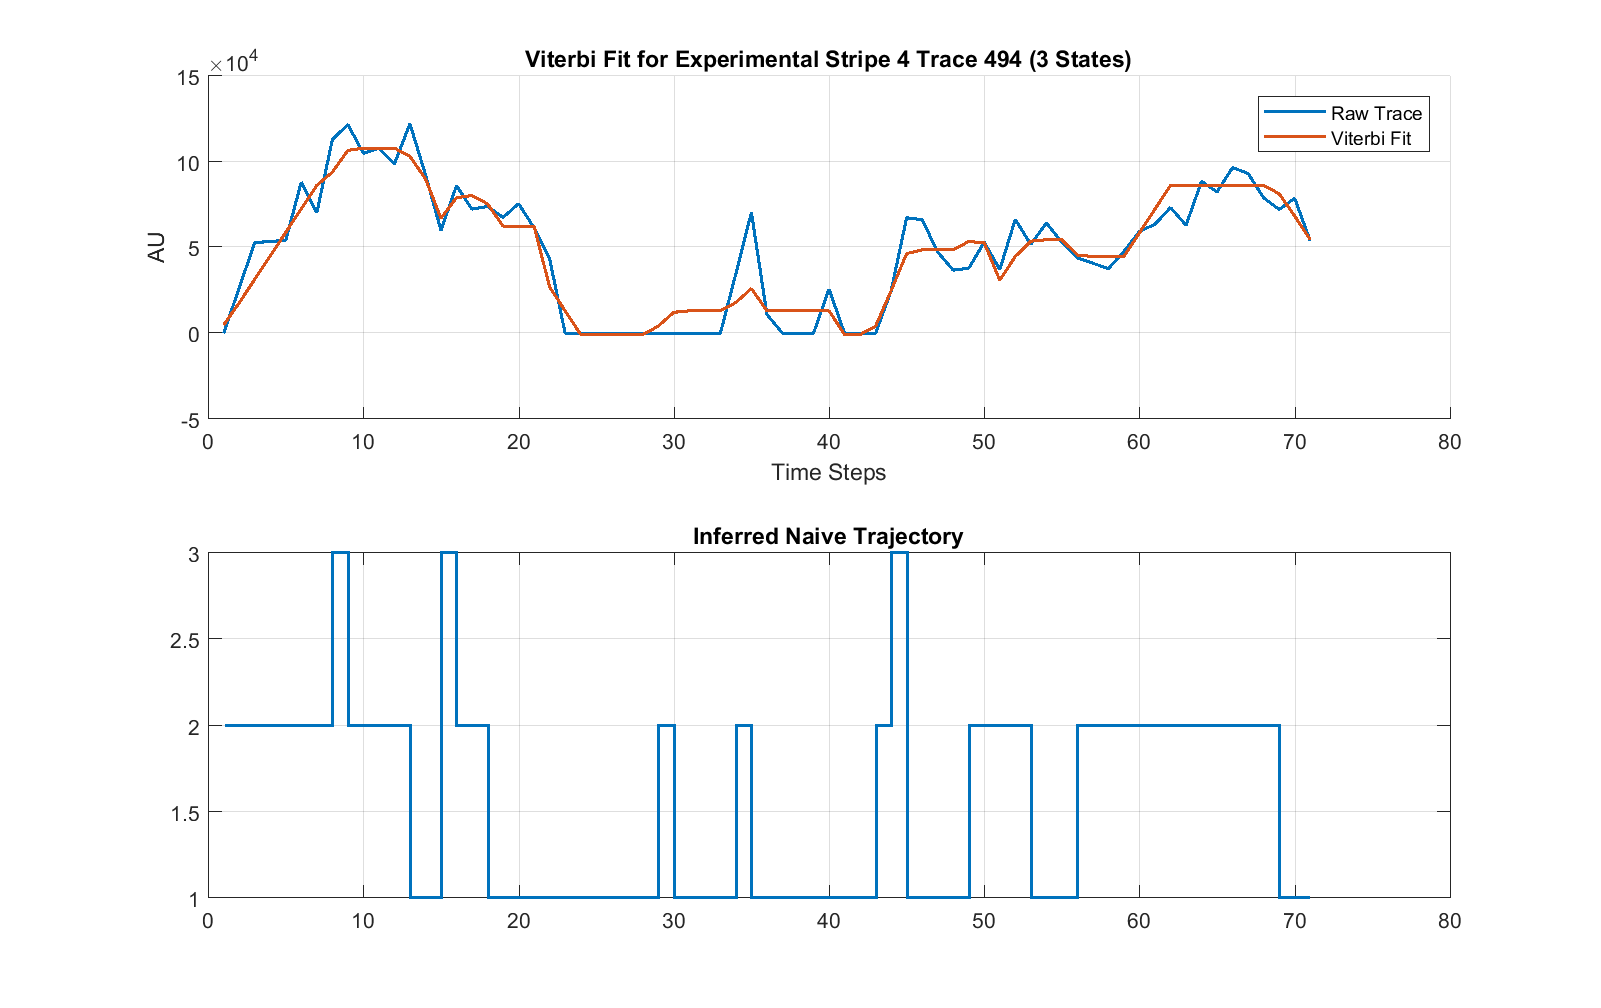 Viterbi Fit for Experimental Stripe 4 Trace 494 (3 States)
×10⁴
15
10
5
0
-5
AU
Raw Trace
Viterbi Fit
0 10 20 30 40 50 60 70 80
Time Steps
Inferred Naive Trajectory
3
2.5
2
1.5
1
0 10 20 30 40 50 60 70 80